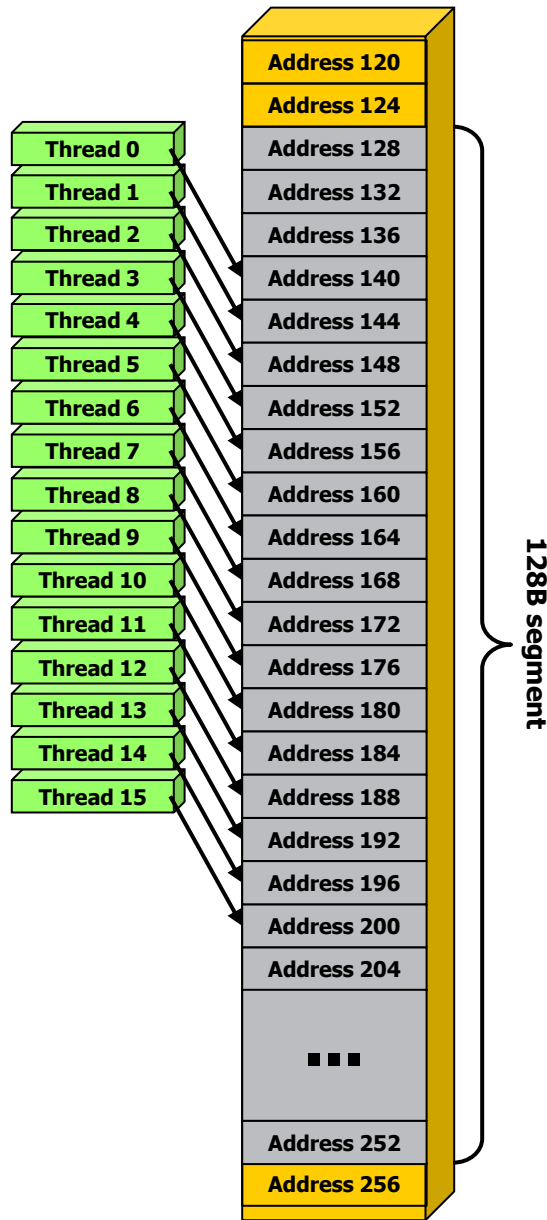 Thread 0
Thread 1
Thread 2
Thread 3
Thread 4
Thread 5
Thread 6
Thread 7
Thread 8
Thread 9
Thread 10
Thread 11
Thread 12
Thread 13
Thread 14
Thread 15
Address 120
Address 124
Address 128
Address 132
Address 136
Address 140
Address 144
Address 148
Address 152
Address 156
Address 160
Address 164
Address 168
Address 172
Address 176
Address 180
Address 184
Address 188
Address 192
Address 196
Address 200
Address 204
...
Address 252
Address 256
128B segment